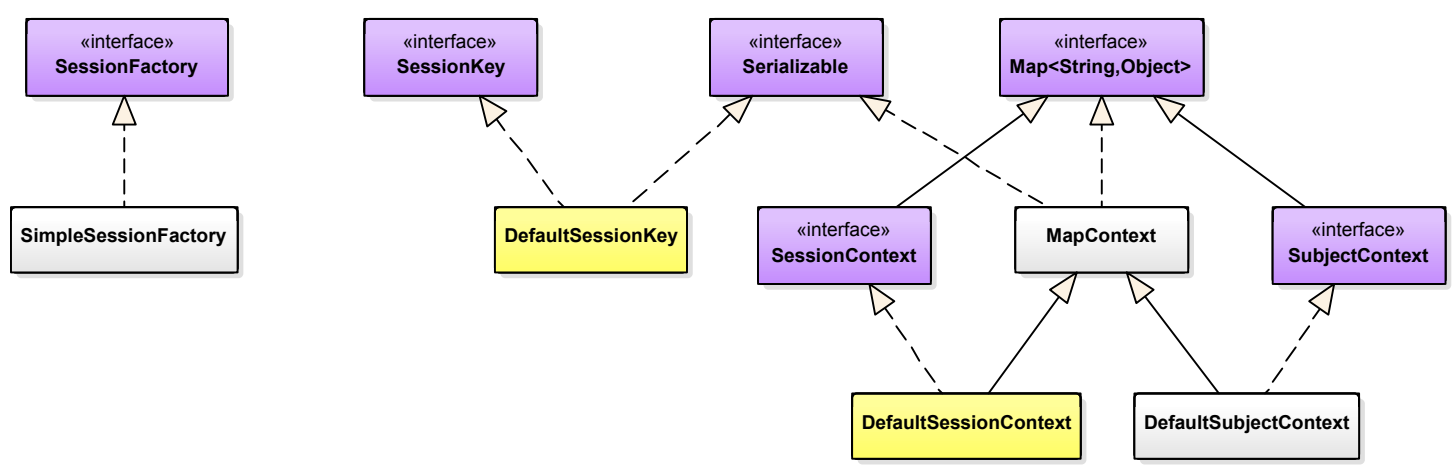 «interface»
SessionFactory
«interface»
SessionKey
«interface»
Serializable
«interface»
Map<String,Object>
SimpleSessionFactory
DefaultSessionKey
«interface»
SessionContext
MapContext
«interface»
SubjectContext
DefaultSessionContext
DefaultSubjectContext